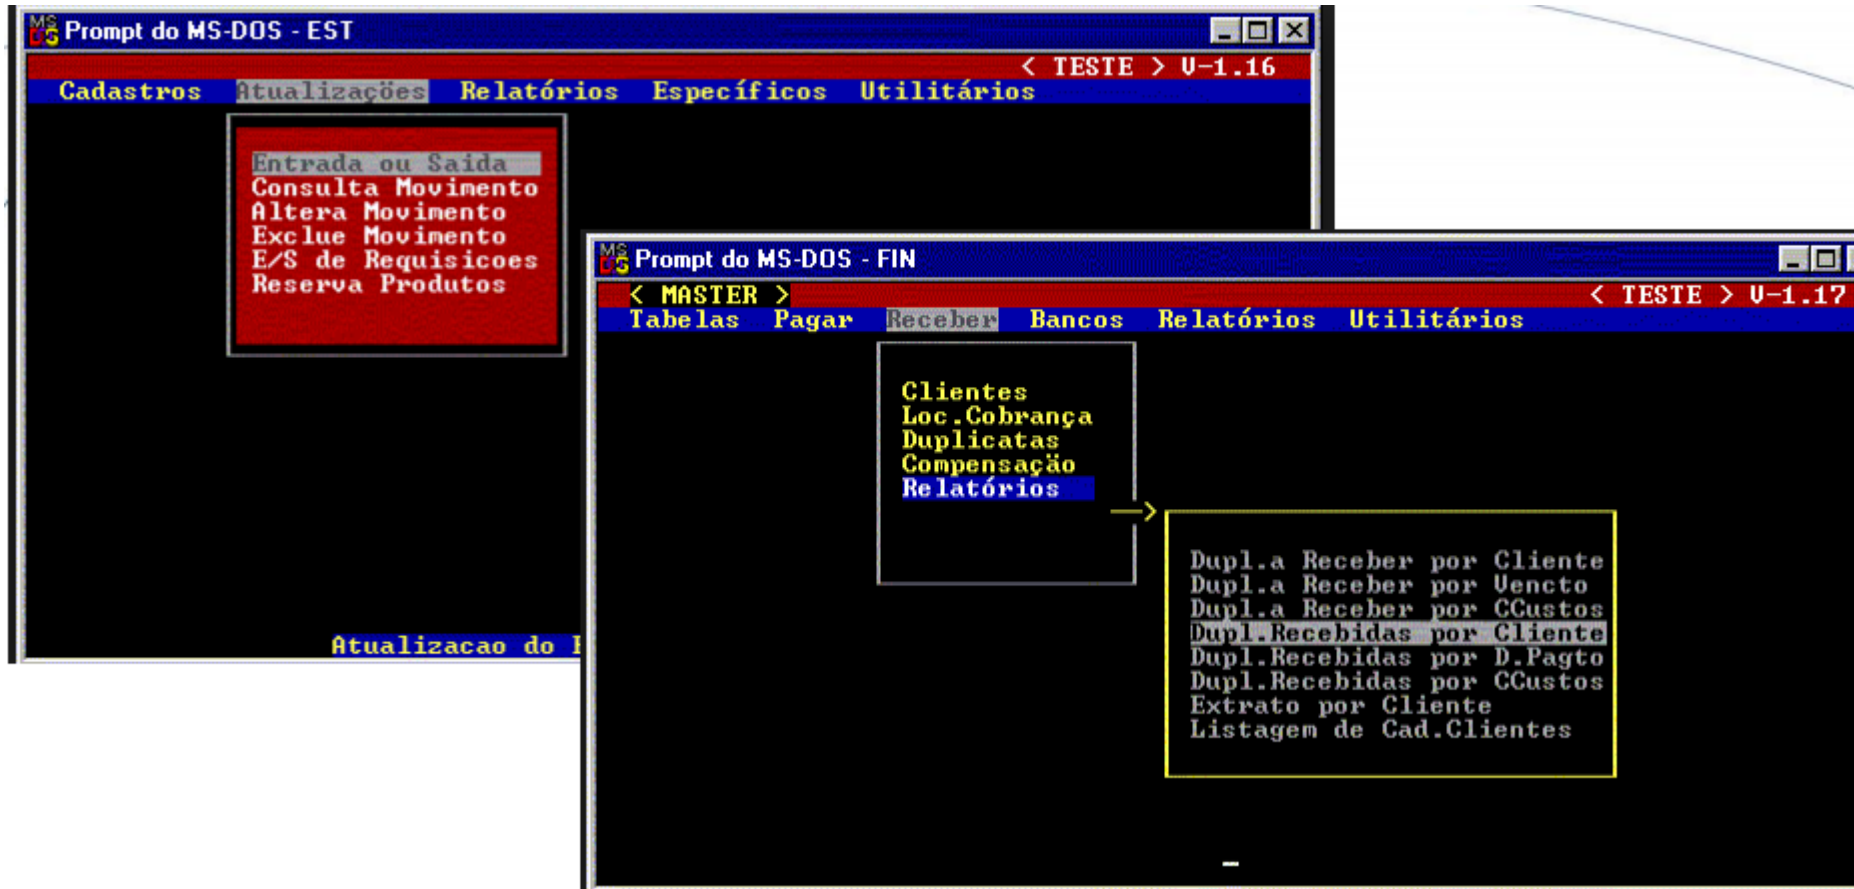 Prompt do MS-DOS - EST
< TESTE > V-1.16
Cadastros Atualizações Relatórios Específicos Utilitários
Entrada ou Saida
Consulta Movimento
Altera Movimento
Exclue Movimento
E/S de Requisicoes
Reserva Produtos
Atualizacao do
Prompt do MS-DOS - FIN
< MASTER > < TESTE > V-1.17
Tabelas Pagar Receber Bancos Relatórios Utilitários
Clientes
Loc.Cobrança
Duplicatas
Compensação
Relatórios
Dupl.a Receber por Cliente
Dupl.a Receber por Vencto
Dupl.a Receber por CCustos
Dupl.Recebidas por Cliente
Dupl.Recebidas por D.Pagto
Dupl.Recebidas por CCustos
Extrato por Cliente
Listagem de Cad.Clientes